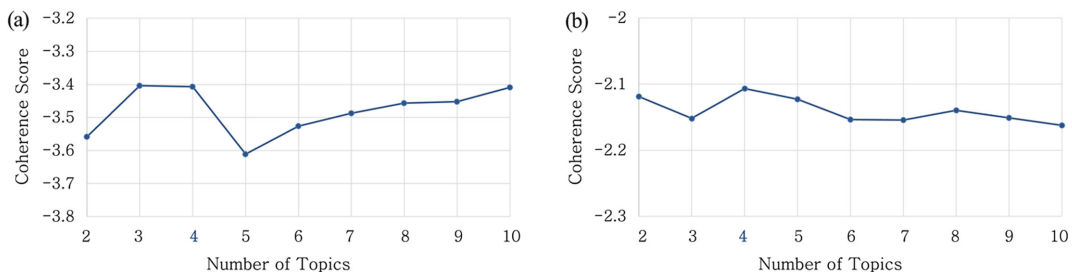 (a)
Coherence Score
-3.2
-3.3
-3.4
-3.5
-3.6
-3.7
-3.8
2 3 4 5 6 7 8 9 10
Number of Topics
(b)
Coherence Score
-2
-2.1
-2.2
-2.3
2 3 4 5 6 7 8 9 10
Number of Topics